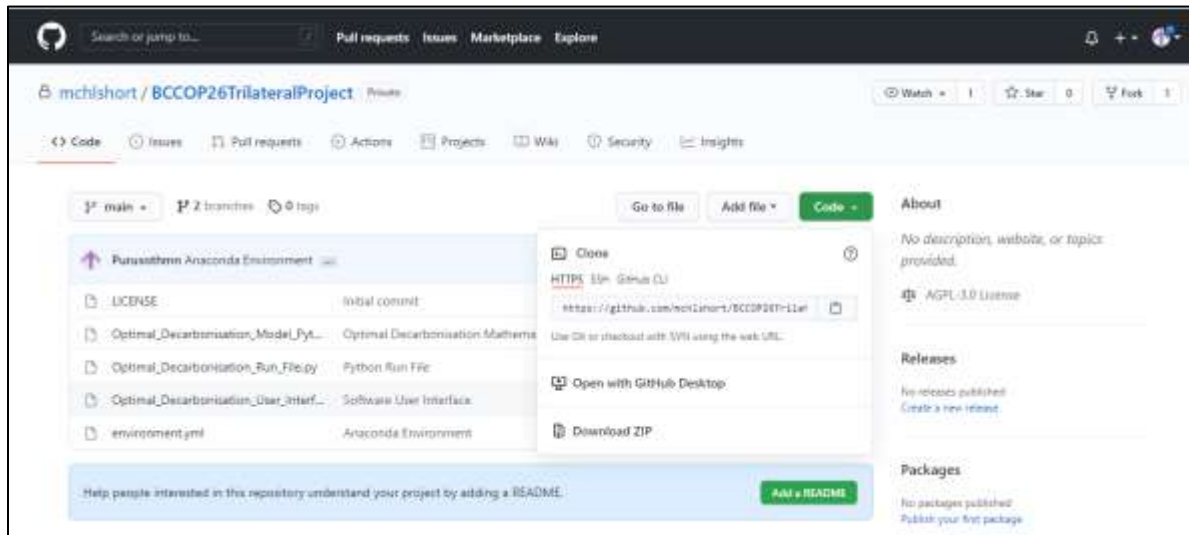 Search or jump to...
/
Pull requests Issues Marketplace Explore
mchlshort / BCCOP26TrilateralProject Private
Watch 1 Star 0 Fork 1
Code Issues Pull requests Actions Projects Wiki Security Insights
main 2 branches 0 tags
Go to file Add file Code
About
No description, website, or topics
provided.
AGPL-3.0 License
Purusothmn Anaconda Environment ...
LICENSE Initial commit
Optimal_Decarbonisation_Model_Pyt... Optimal Decarbonisation Mathema
Optimal_Decarbonisation_Run_File.py Python Run File
Optimal_Decarbonisation_User_Interf... Software User Interface
environment.yml Anaconda Environment
Clone
HTTPS SSH GitHub CLI
https://github.com/mchlshort/BCCOP26Trilat
Use Git or checkout with SVN using the web URL.
Open with GitHub Desktop
Download ZIP
Releases
No releases published
Create a new release
Help people interested in this repository understand your project by adding a README.
Add a README
Packages
No packages published
Publish your first package